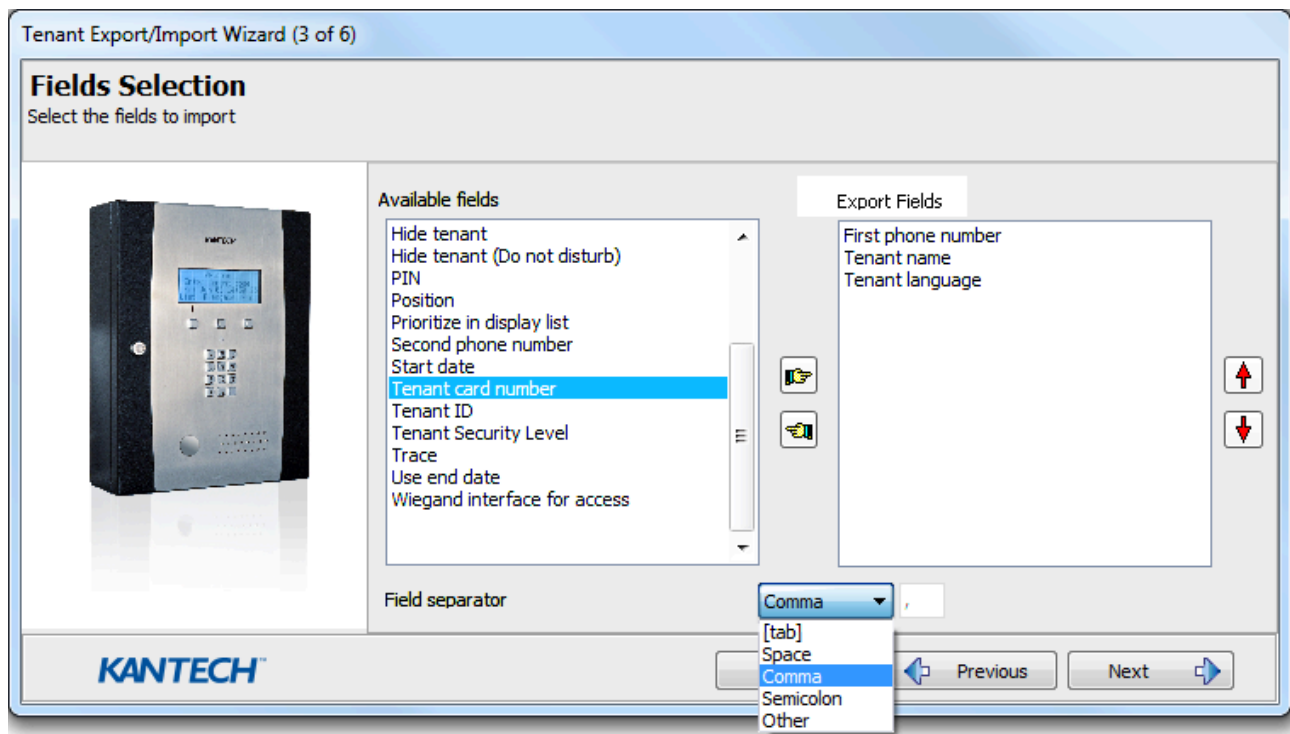 Tenant Export/Import Wizard (3 of 6)
Fields Selection
Select the fields to import
KANTECH
Available fields
Hide tenant
Hide tenant (Do not disturb)
PIN
Position
Prioritize in display list
Second phone number
Start date
Tenant card number
Tenant ID
Tenant Security Level
Trace
Use end date
Wiegand interface for access
Export Fields
First phone number
Tenant name
Tenant language
Field separator
Comma
,
[tab]
Space
Comma
Semicolon
Other
KANTECH
Previous
Next